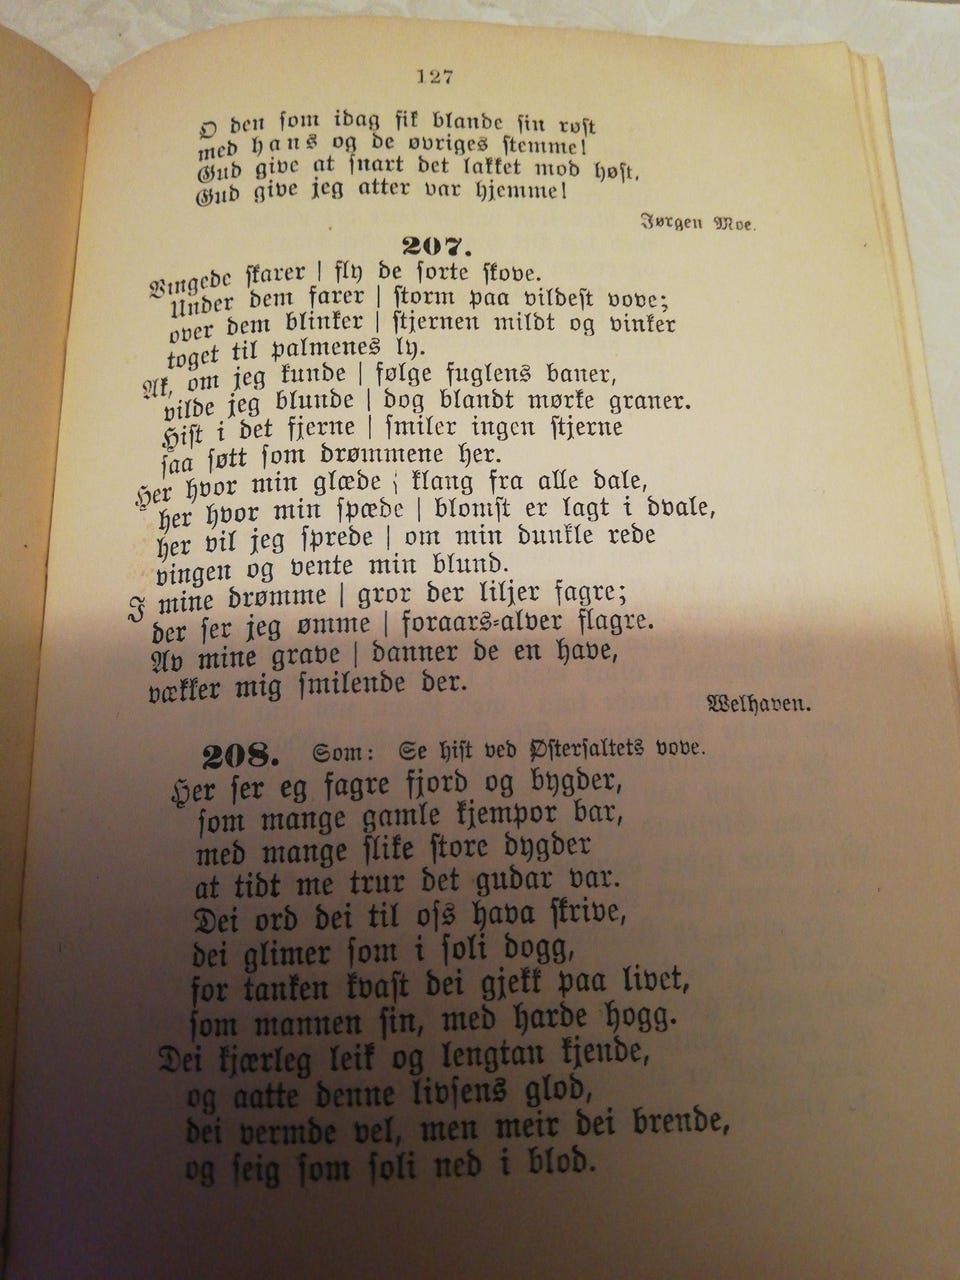 127
O den som idag fik blande sin røst
med hans og de øvriges stemme!
Gud give at snart det lakket mod høst,
Gud give jeg atter var hjemme!
Jørgen Moe.
207.
Vingede skarer | fly de sorte skove.
Under dem farer | storm paa vildest vove;
over dem blinker | stjernen mildt og vinker
toget til palmenes ly.
Ak, om jeg kunde | følge fuglens baner,
vilde jeg blunde | dog blandt mørke graner.
Hist i det fjerne | smiler ingen stjerne
saa søtt som drømmene her.
Her hvor min glæde | klang fra alle dale,
her hvor min spæde | blomst er lagt i dvale,
her vil jeg sprede | om min dunkle rede
vingen og vente min blund.
I mine drømme | gror der liljer fagre;
der ser jeg ømme | foraars-alver flagre.
Av mine grave | danner de en have,
vækker mig smilende der.
Welhaven.
208. Som: Se hist ved Østersaltets vove.
Her ser eg fagre fjord og bygder,
som mange gamle kjempor bar,
med mange slike store dygder
at tidt me trur det gudar var.
Dei ord dei til oss hava skrive,
dei glimer som i soli dogg,
for tanken kvast dei gjekk paa livet,
som mannen sin, med harde hogg.
Dei kjærleg leik og lengtan kjende,
og aatte denne livsens glod,
dei vermde vel, men meir dei brende,
og seig som soli ned i blod.